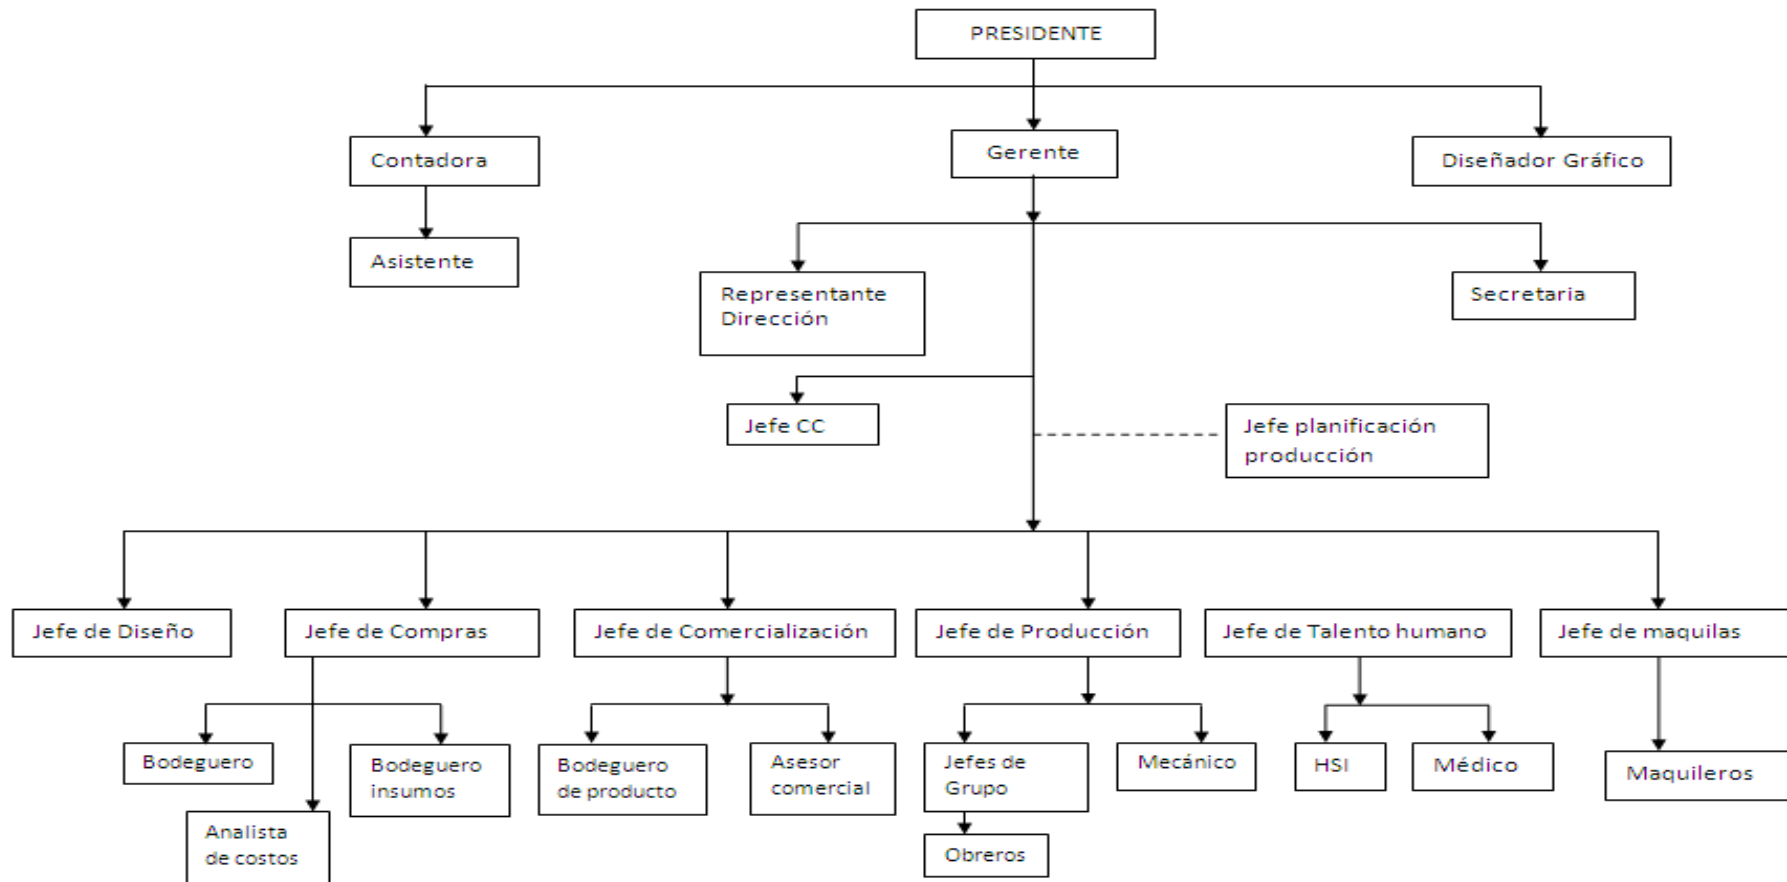 PRESIDENTE
Contadora
Gerente
Diseñador Gráfico
Asistente
Representante
Dirección
Secretaria
Jefe CC
Jefe planificación
producción
Jefe de Diseño
Jefe de Compras
Jefe de Comercialización
Jefe de Producción
Jefe de Talento humano
Jefe de maquilas
Bodeguero
Bodeguero
insumos
Bodeguero
de producto
Asesor
comercial
Jefes de
Grupo
Mecánico
HSI
Médico
Maquileros
Analista
de costos
Obreros